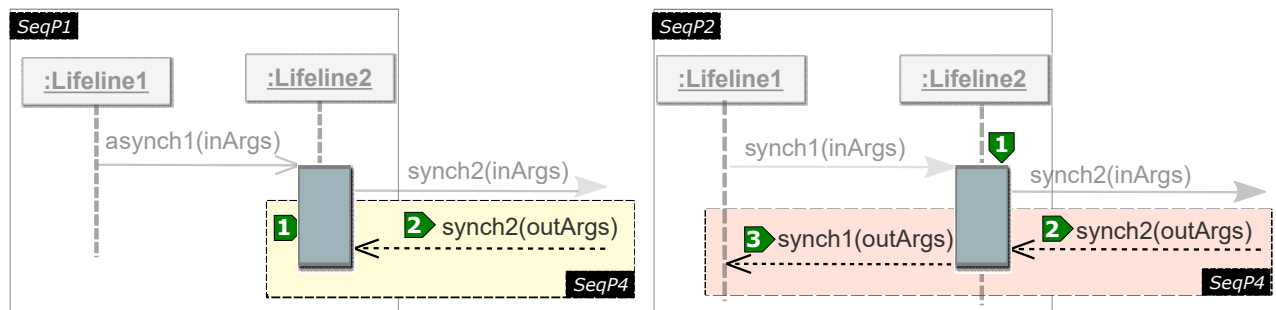 SeqP1
:Lifeline1
:Lifeline2
asynch1(inArgs)
synch2(inArgs)
1
2 synch2(outArgs)
SeqP4
SeqP2
:Lifeline1
:Lifeline2
synch1(inArgs)
1
synch2(inArgs)
3 synch1(outArgs)
2 synch2(outArgs)
SeqP4